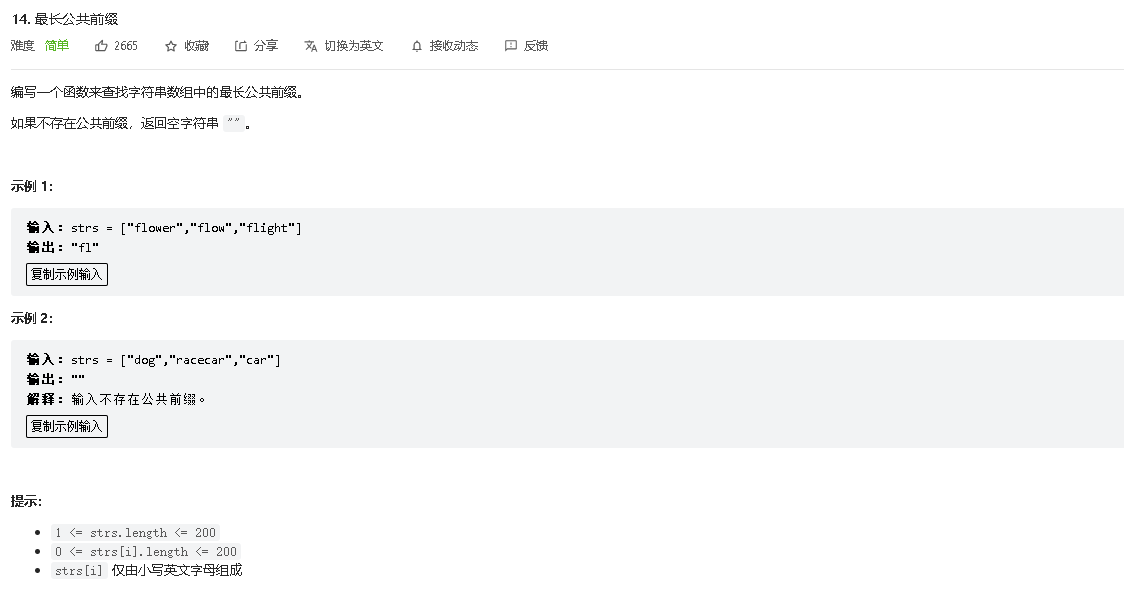 14. 最长公共前缀
难度 简单 2665 收藏 分享 切换为英文 接收动态 反馈
编写一个函数来查找字符串数组中的最长公共前缀。
如果不存在公共前缀，返回空字符串 ""。
示例 1：
输入：strs = ["flower","flow","flight"]
输出："fl"
复制示例输入
示例 2：
输入：strs = ["dog","racecar","car"]
输出：""
解释：输入不存在公共前缀。
复制示例输入
提示：
1 <= strs.length <= 200
0 <= strs[i].length <= 200
strs[i] 仅由小写英文字母组成